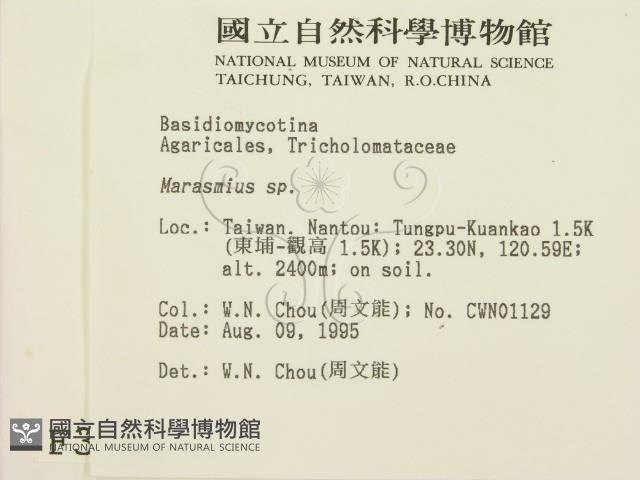 國立自然科學博物館
NATIONAL MUSEUM OF NATURAL SCIENCE
TAICHUNG, TAIWAN, R.O.CHINA
Basidiomycotina
Agaricales, Tricholomataceae
Marasmius sp.
Loc.: Taiwan. Nantou: Tungpu-Kuankao 1.5K
(東埔-觀高 1.5K); 23.30N, 120.59E;
alt. 2400m; on soil.
Col.: W.N. Chou(周文能); No. CWN01129
Date: Aug. 09, 1995
Det.: W.N. Chou(周文能)
國立自然科學博物館
NATIONAL MUSEUM OF NATURAL SCIENCE